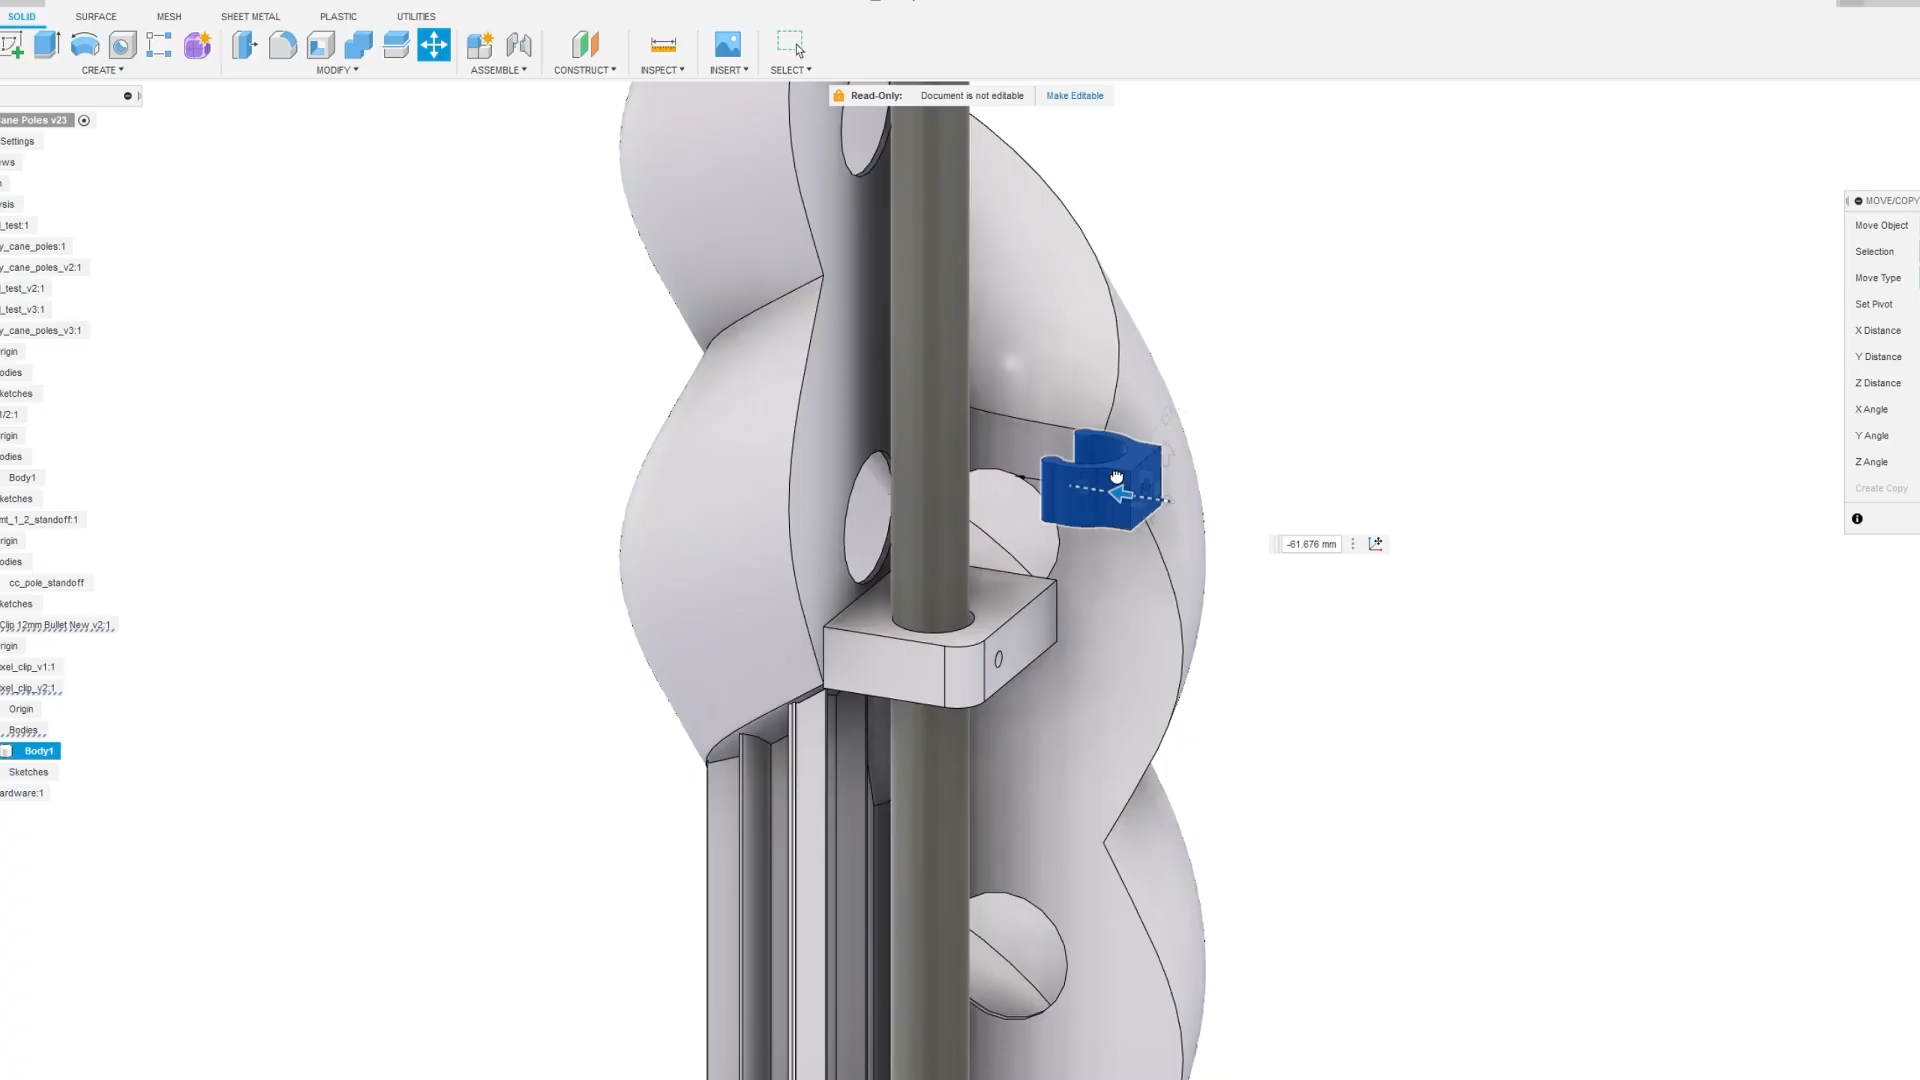 SOLID SURFACE MESH SHEET METAL PLASTIC UTILITIES
CREATE MODIFY ASSEMBLE CONSTRUCT INSPECT INSERT SELECT
Read-Only: Document is not editable Make Editable
ane Poles v23
Settings
ews
sis
_test:1
y_cane_poles:1
y_cane_poles_v2:1
_test_v2:1
_test_v3:1
y_cane_poles_v3:1
rigin
odies
ketches
1/2:1
rigin
odies
Body1
ketches
mt_1_2_standoff:1
rigin
odies
cc_pole_standoff
ketches
Clip 12mm Bullet New v2:1
rigin
xel_clip_v1:1
xel_clip_v2:1
Origin
Bodies
Body1
Sketches
ardware:1
-61.676 mm
MOVE/COPY
Move Object
Selection
Move Type
Set Pivot
X Distance
Y Distance
Z Distance
X Angle
Y Angle
Z Angle
Create Copy